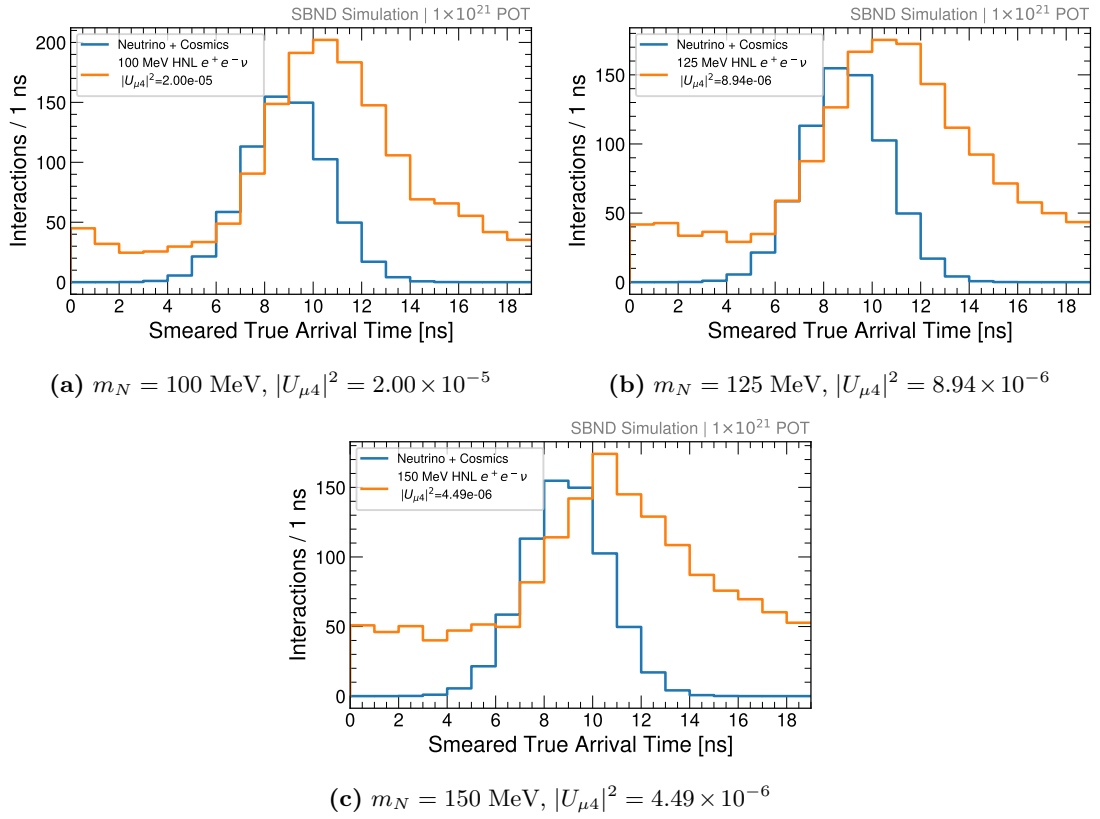 SBND Simulation | 1×10²¹ POT
Neutrino + Cosmics
100 MeV HNL e⁺e⁻ν
|Uμ4|²=2.00e-05
Interactions / 1 ns
200
150
100
50
0
0 2 4 6 8 10 12 14 16 18
Smeared True Arrival Time [ns]
(a) m_N = 100 MeV, |Uμ4|² = 2.00 × 10⁻⁵
SBND Simulation | 1×10²¹ POT
Neutrino + Cosmics
125 MeV HNL e⁺e⁻ν
|Uμ4|²=8.94e-06
Interactions / 1 ns
150
100
50
0
0 2 4 6 8 10 12 14 16 18
Smeared True Arrival Time [ns]
(b) m_N = 125 MeV, |Uμ4|² = 8.94 × 10⁻⁶
SBND Simulation | 1×10²¹ POT
Neutrino + Cosmics
150 MeV HNL e⁺e⁻ν
|Uμ4|²=4.49e-06
Interactions / 1 ns
150
100
50
0
0 2 4 6 8 10 12 14 16 18
Smeared True Arrival Time [ns]
(c) m_N = 150 MeV, |Uμ4|² = 4.49 × 10⁻⁶